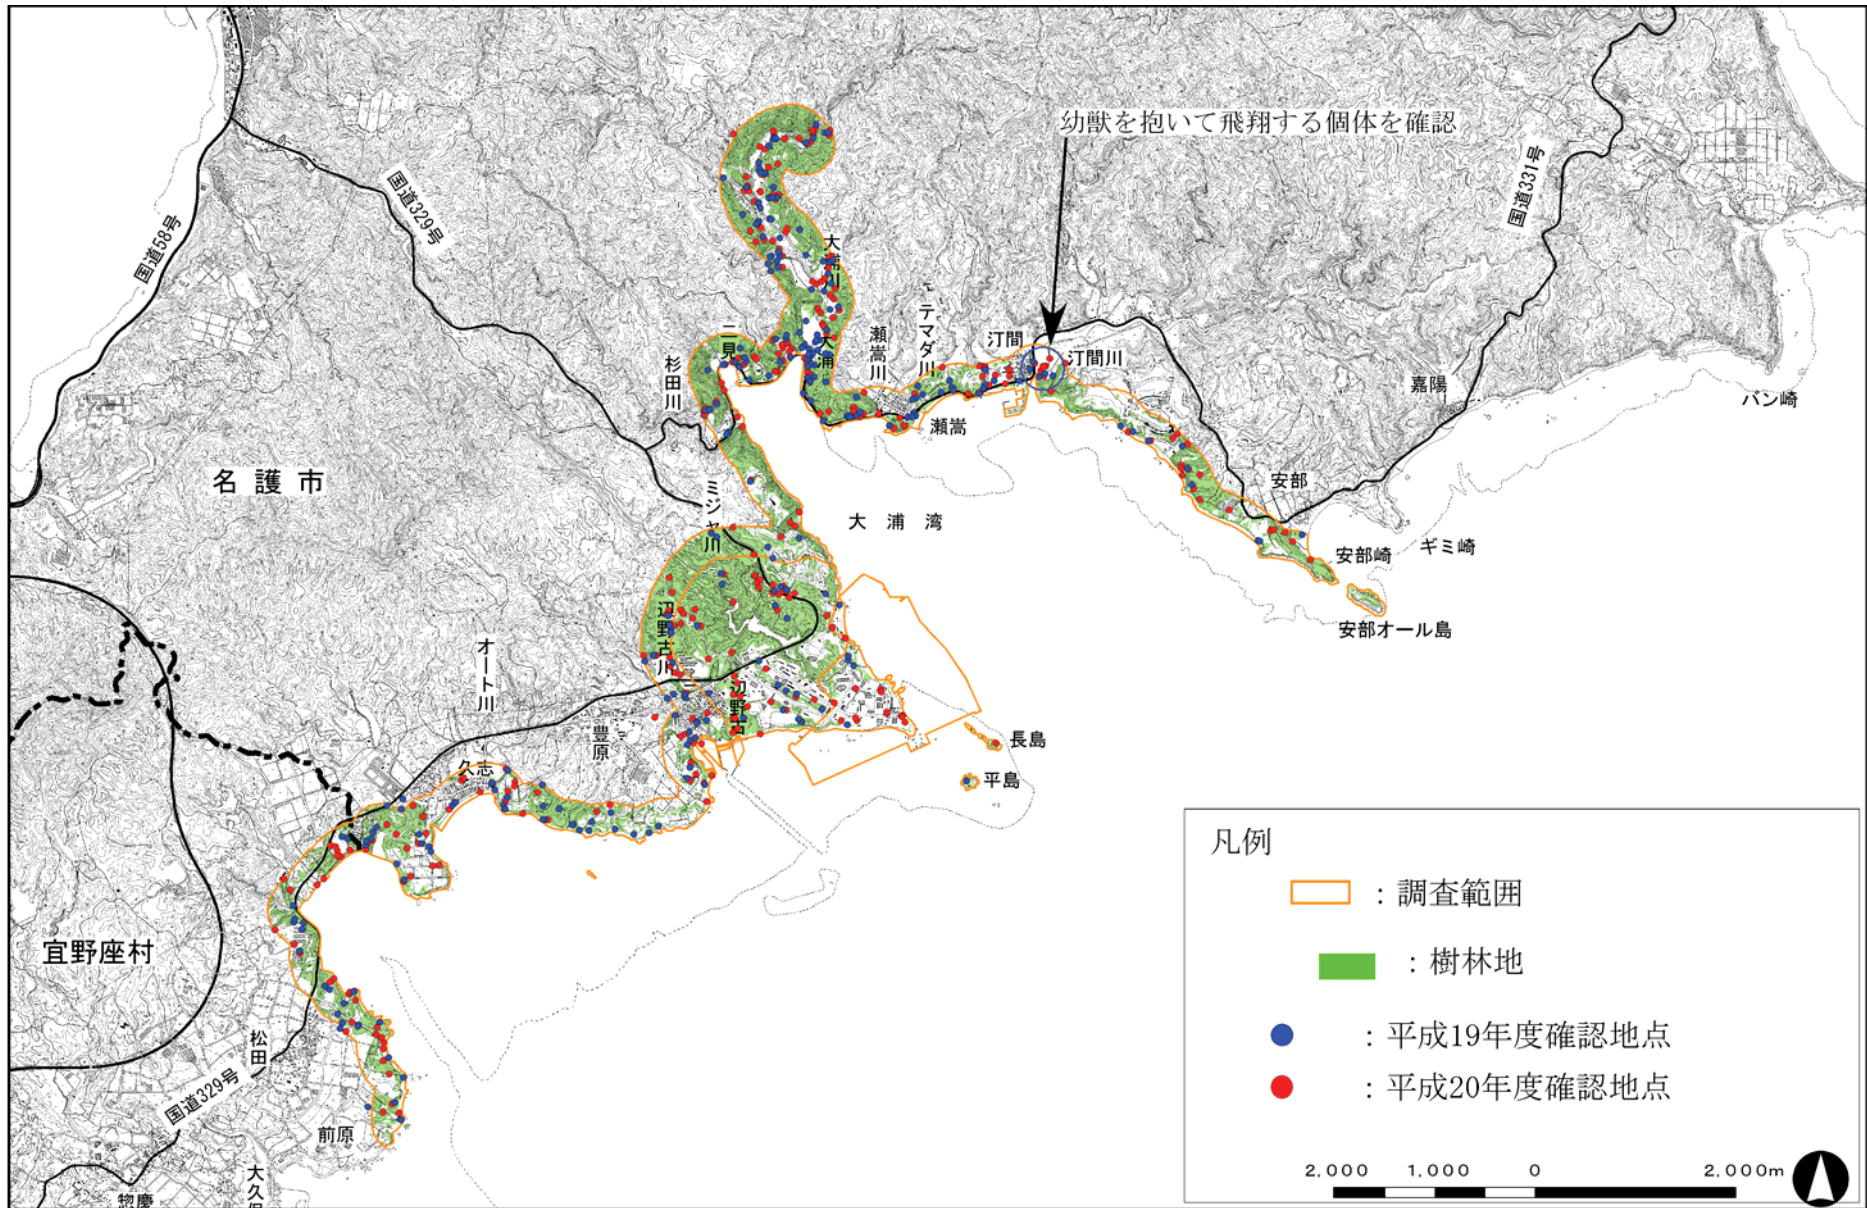 幼獣を抱いて飛翔する個体を確認
国道58号
国道329号
国道331号
大浦川
二見
大浦
杉田川
瀬嵩川
テマダ川
汀間
汀間川
瀬嵩
嘉陽
バン崎
名護市
ミジャ川
大浦湾
安部
安部崎
ギミ崎
安部オール島
辺野古川
オート川
辺野古
豊原
長島
平島
久志
宜野座村
松田
国道329号
前原
惣慶
凡例
：調査範囲
：樹林地
：平成19年度確認地点
：平成20年度確認地点
2,000 1,000 0 2,000m